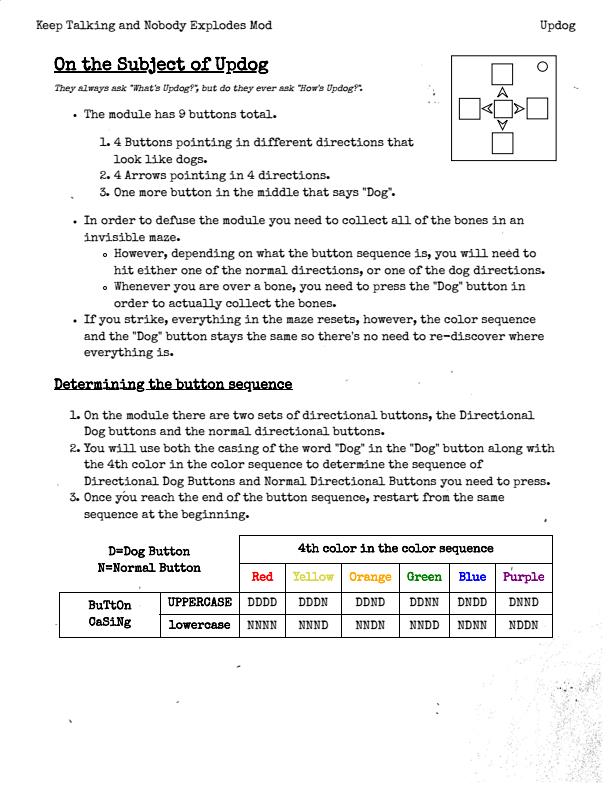 Keep Talking and Nobody Explodes Mod Updog
On the Subject of Updog
They always ask "What's Updog?", but do they ever ask "How's Updog?".
• The module has 9 buttons total.
1. 4 Buttons pointing in different directions that
look like dogs.
2. 4 Arrows pointing in 4 directions.
3. One more button in the middle that says "Dog".
• In order to defuse the module you need to collect all of the bones in an
invisible maze.
However, depending on what the button sequence is, you will need to
hit either one of the normal directions, or one of the dog directions.
Whenever you are over a bone, you need to press the "Dog" button in
order to actually collect the bones.
• If you strike, everything in the maze resets, however, the color sequence
and the "Dog" button stays the same so there's no need to re-discover where
everything is.
Determining the button sequence
1. On the module there are two sets of directional buttons, the Directional
Dog buttons and the normal directional buttons.
2. You will use both the casing of the word "Dog" in the "Dog" button along with
the 4th color in the color sequence to determine the sequence of
Directional Dog Buttons and Normal Directional Buttons you need to press.
3. Once you reach the end of the button sequence, restart from the same
sequence at the beginning.
D=Dog Button
N=Normal Button
4th color in the color sequence
Red Yellow Orange Green Blue Purple
BuTtOn
CaSiNg
UPPERCASE DDDD DDDN DDND DDNN DNDD DNND
lowercase NNNN NNND NNDN NNDD NDNN NDDN